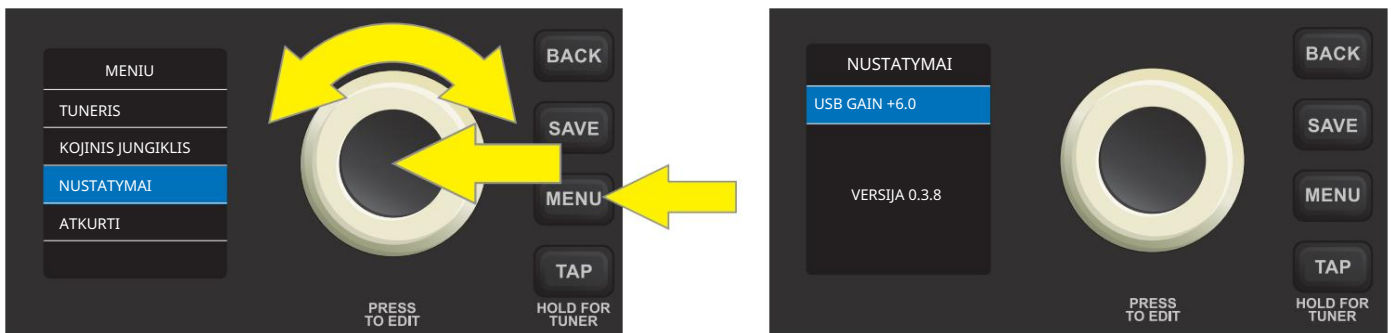 MENIU
TUNERIS
KOJINIS JUNGIKLIS
NUSTATYMAI
ATKURTI
BACK
SAVE
MENU
TAP
PRESS
TO EDIT
HOLD FOR
TUNER
NUSTATYMAI
USB GAIN +6.0
VERSIJA 0.3.8
BACK
SAVE
MENU
TAP
PRESS
TO EDIT
HOLD FOR
TUNER